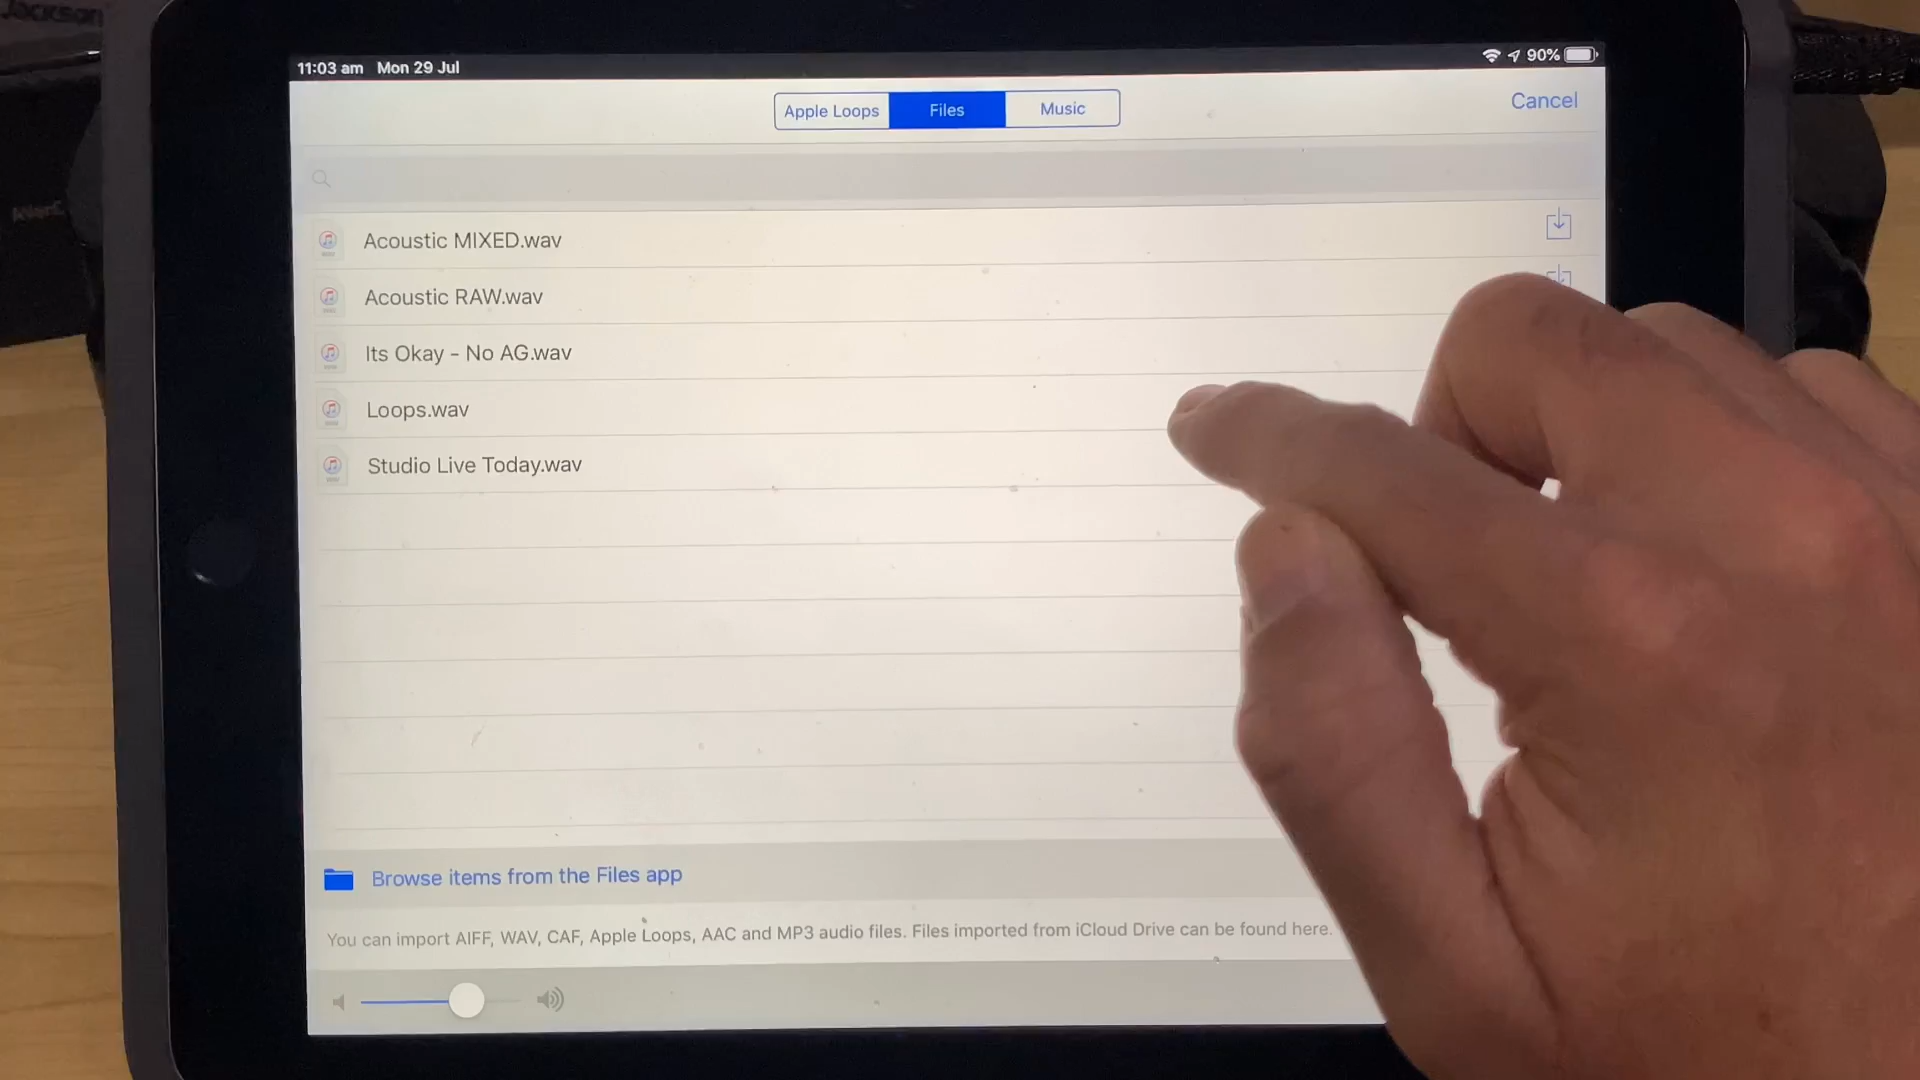 Jackson
11:03 am Mon 29 Jul
90%
Apple Loops
Files
Music
Cancel
Acoustic MIXED.wav
Acoustic RAW.wav
Its Okay - No AG.wav
Loops.wav
Studio Live Today.wav
Browse items from the Files app
You can import AIFF, WAV, CAF, Apple Loops, AAC and MP3 audio files. Files imported from iCloud Drive can be found here.